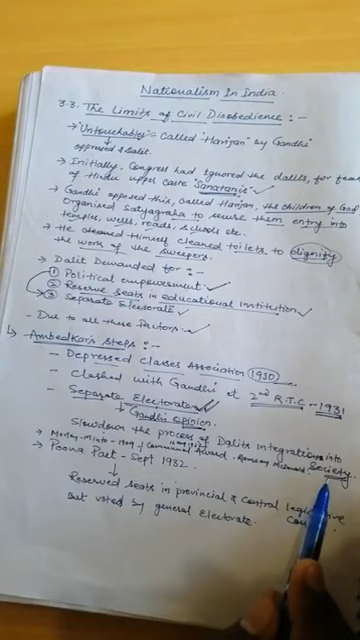 Nationalism In India
3.3. The Limits of Civil Disobedience :-
→ "Untouchables" = Called "Harijan" by Gandhi
oppressed & Dalit.
→ Initially. Congress had ignored the dalits, for fear
of Hindu upper caste Sanatanis ✓
→ Gandhi oppose this, Called Harijan, the children of God
Organised Satyagraha to secure them entry into
temples, wells, roads, schools etc.
→ He cleaned Himself cleaned toilets to dignity
the work of the sweepers.
→ Dalit Demanded for :-
① Political empowerment ✓
② Reserve seats in educational institution ✓
③ Separate Electorate ✓
- Due to all these factors. ✓
↳ Ambedkar's Steps :-
- Depressed Classes Association (1930)
- Clashed with Gandhi at 2nd R.T.C - 1931
- Separate Electorates ✓
↓ Gandhi opinion
Slowdown the process of Dalits Integration into
Society.
→ Morley-Minto - 1909 / Communal Award - Ramsay
→ Poona Pact - Sept 1932.
↓
Reserved seats in provincial & Central legislative
But voted by general Electorate.